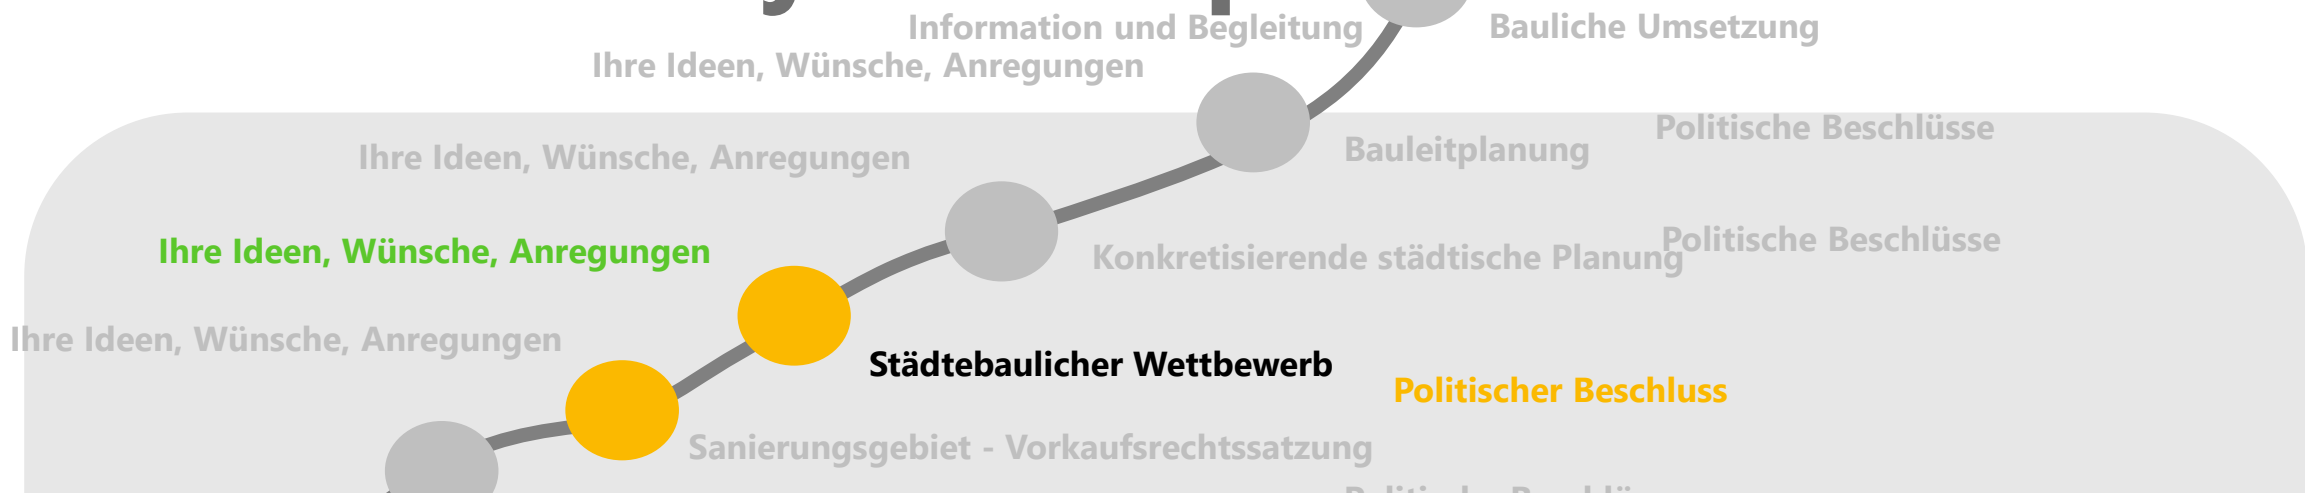 Information und Begleitung
Bauliche Umsetzung
Ihre Ideen, Wünsche, Anregungen
Politische Beschlüsse
Bauleitplanung
Ihre Ideen, Wünsche, Anregungen
Politische Beschlüsse
Ihre Ideen, Wünsche, Anregungen
Konkretisierende städtische Planung
Ihre Ideen, Wünsche, Anregungen
Städtebaulicher Wettbewerb
Politischer Beschluss
Sanierungsgebiet - Vorkaufsrechtssatzung